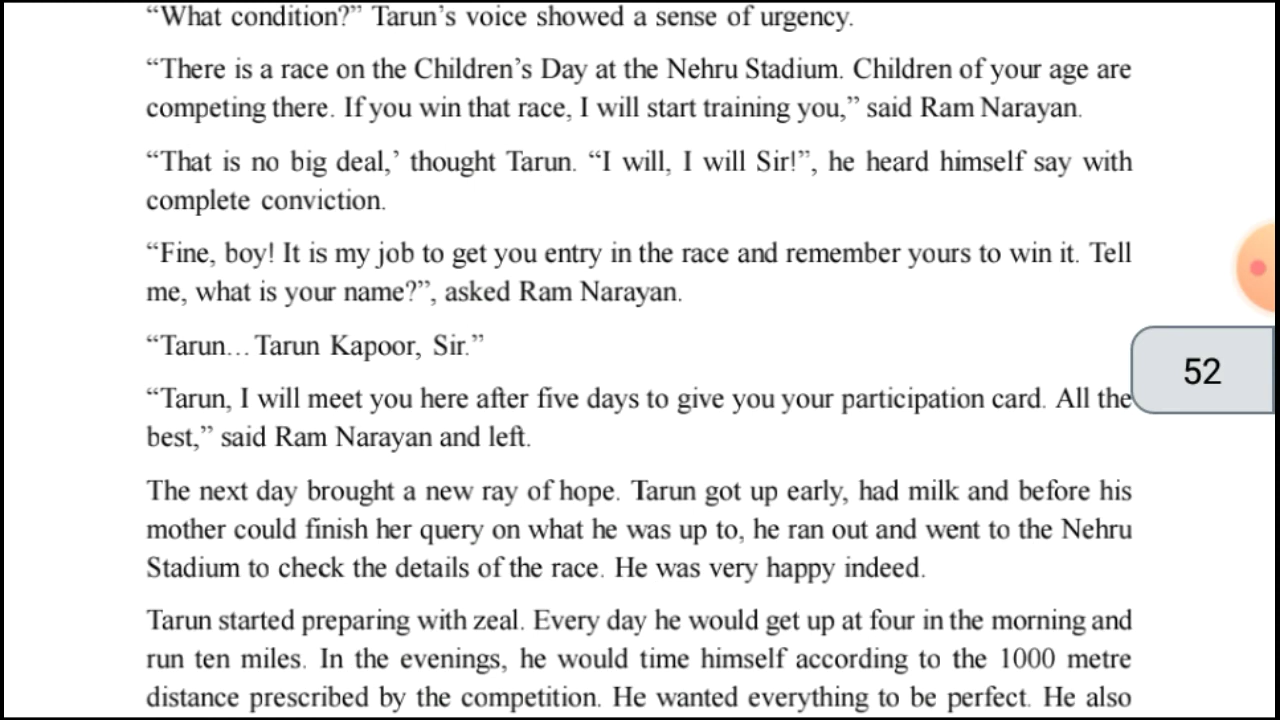 “What condition?” Tarun’s voice showed a sense of urgency.
“There is a race on the Children’s Day at the Nehru Stadium. Children of your age are
competing there. If you win that race, I will start training you,” said Ram Narayan.
“That is no big deal,’ thought Tarun. “I will, I will Sir!”, he heard himself say with
complete conviction.
“Fine, boy! It is my job to get you entry in the race and remember yours to win it. Tell
me, what is your name?”, asked Ram Narayan.
“Tarun... Tarun Kapoor, Sir.”
52
“Tarun, I will meet you here after five days to give you your participation card. All the
best,” said Ram Narayan and left.
The next day brought a new ray of hope. Tarun got up early, had milk and before his
mother could finish her query on what he was up to, he ran out and went to the Nehru
Stadium to check the details of the race. He was very happy indeed.
Tarun started preparing with zeal. Every day he would get up at four in the morning and
run ten miles. In the evenings, he would time himself according to the 1000 metre
distance prescribed by the competition. He wanted everything to be perfect. He also